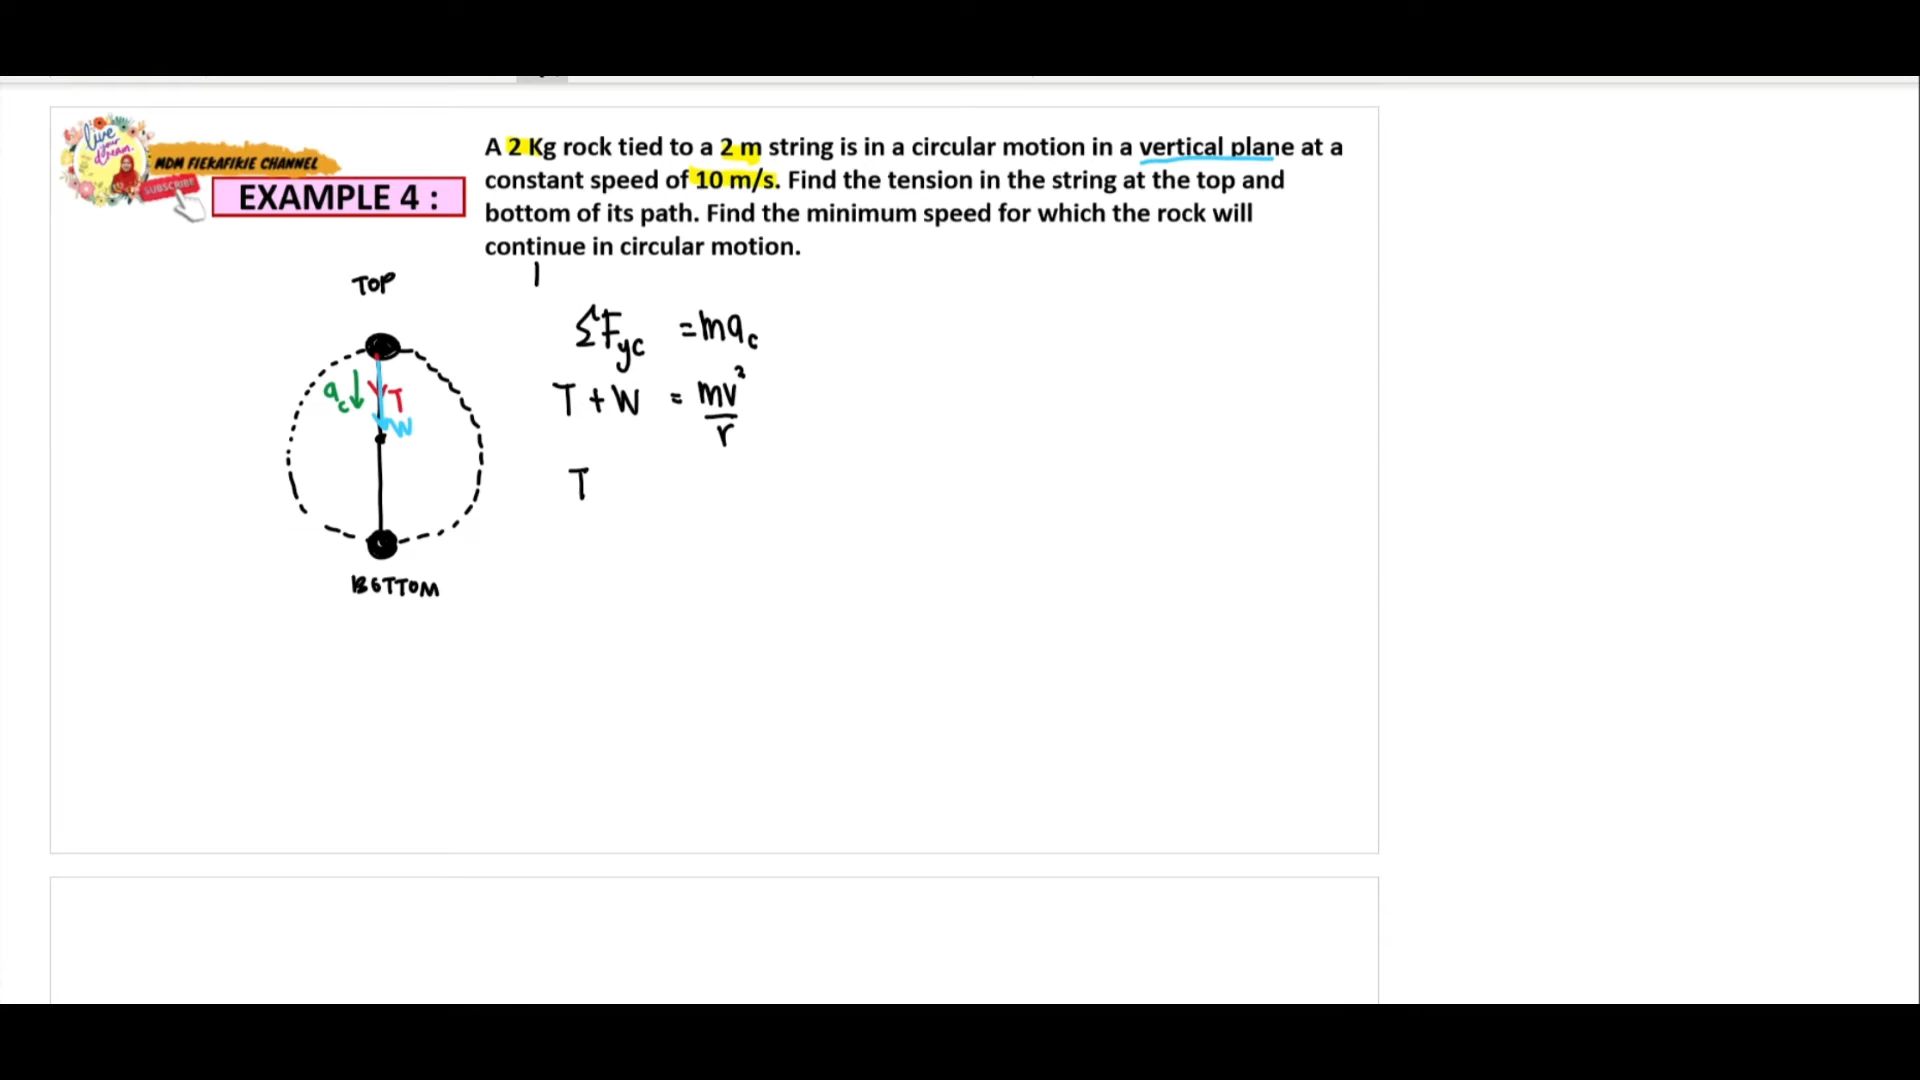 live
your
dream.
MDM FIEKAFIKIE CHANNEL
SUBSCRIBE
EXAMPLE 4 :
A 2 Kg rock tied to a 2 m string is in a circular motion in a vertical plane at a
constant speed of 10 m/s. Find the tension in the string at the top and
bottom of its path. Find the minimum speed for which the rock will
continue in circular motion.
TOP
ac T
W
BOTTOM
ΣFyc = mac
T + W = mv²/r
T